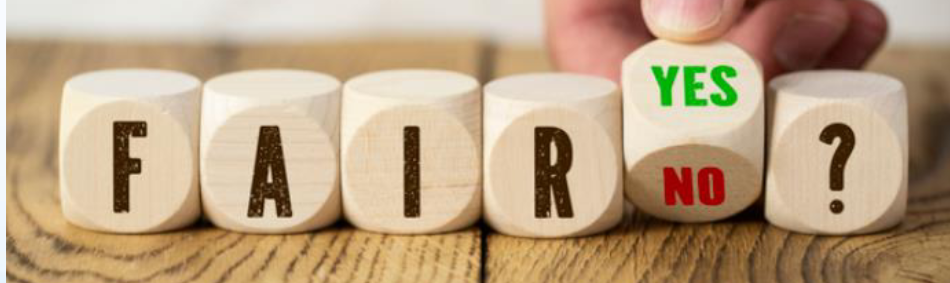 FAIR YES ?
NO